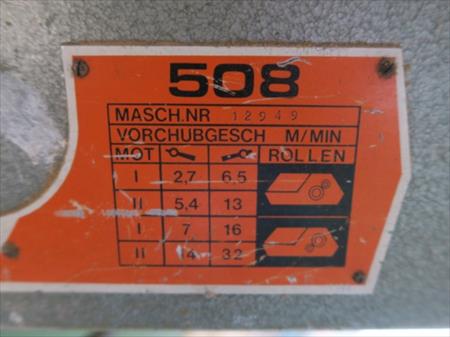 508
MASCH.NR 12949
VORCHUBGESCH M/MIN
MOT ROLLEN
I 2,7 6,5
II 5,4 13
I 7 16
II 14 32